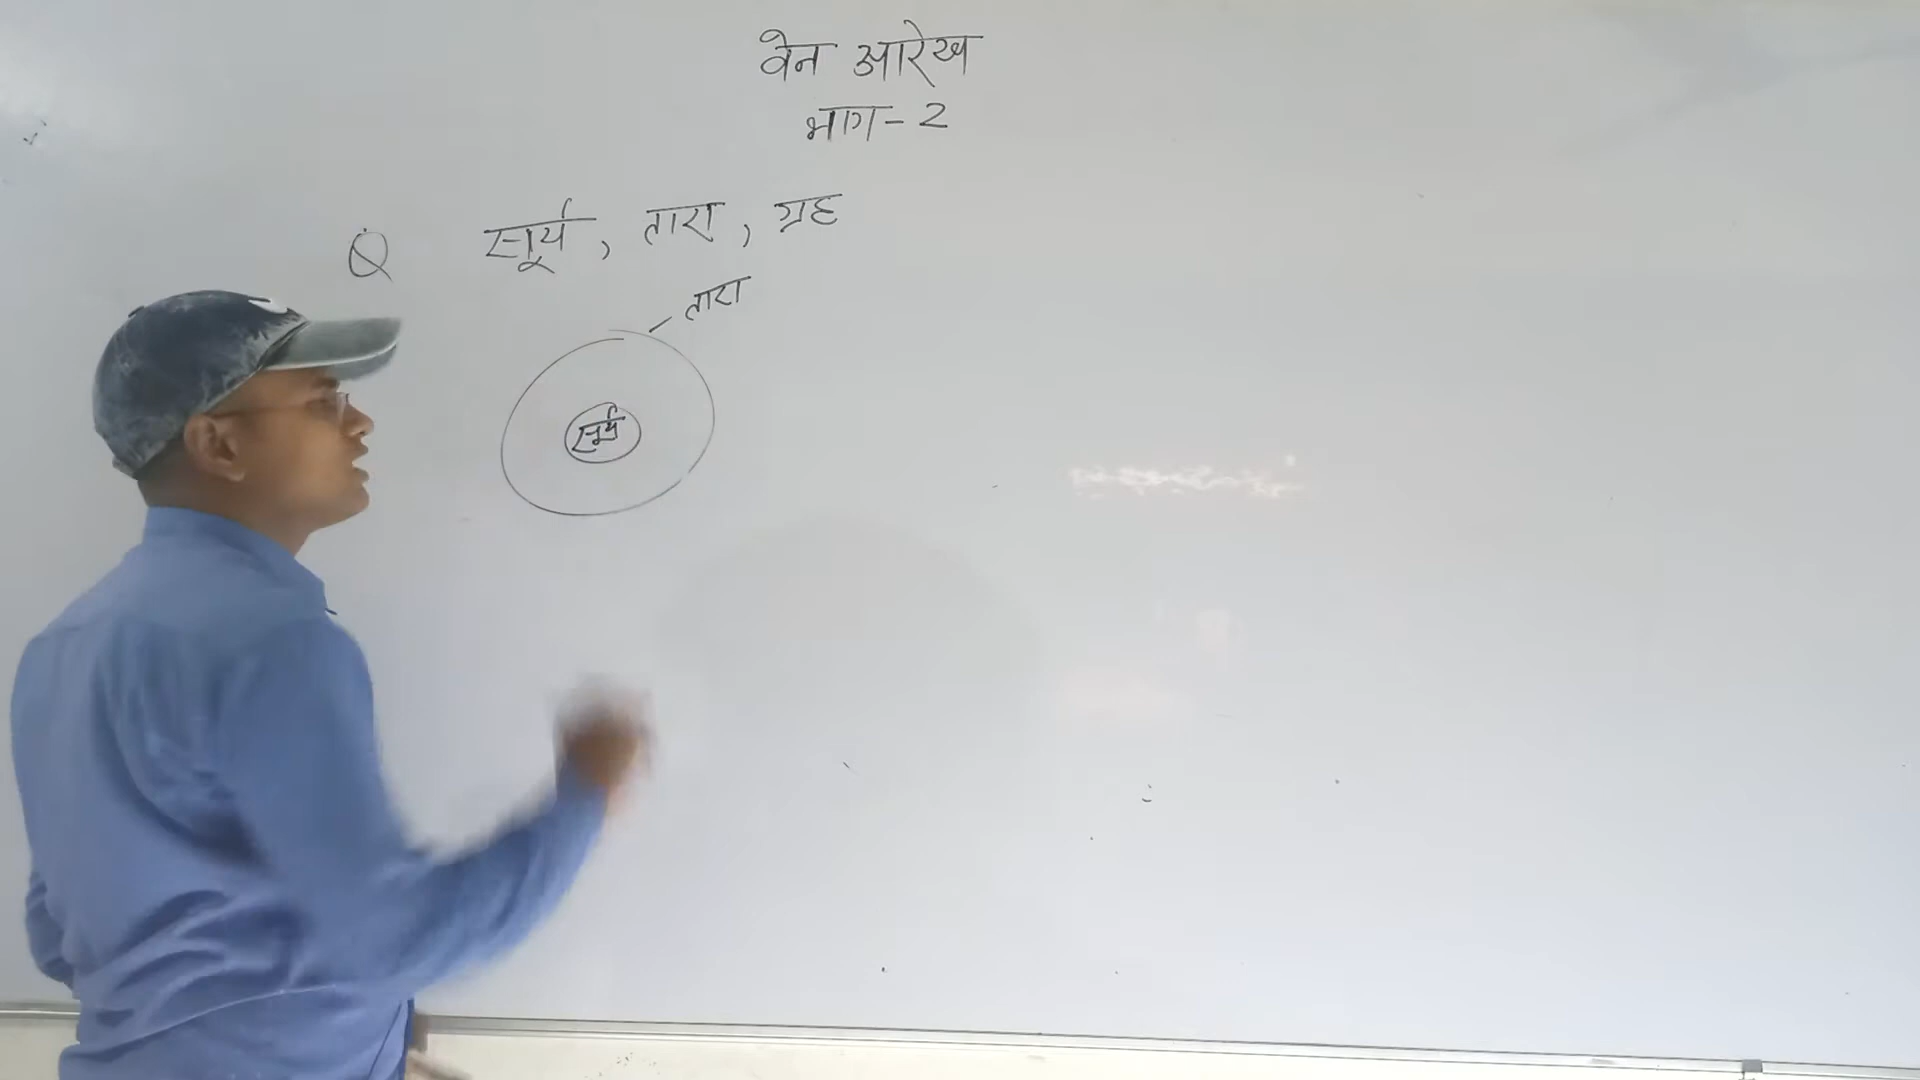 वेन आरेख
भाग-2
Q सूर्य, तारा, ग्रह
तारा
सूर्य